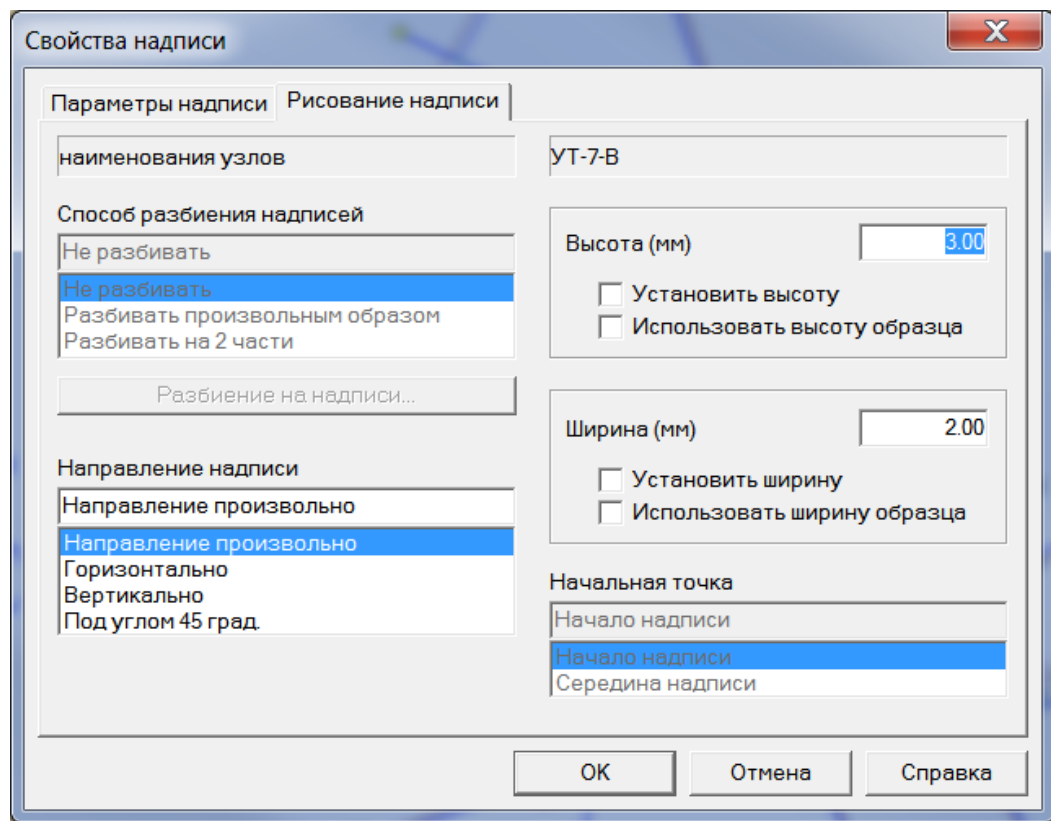 Свойства надписи
Параметры надписи
Рисование надписи
наименования узлов
УТ-7-В
Способ разбиения надписей
Не разбивать
Не разбивать
Разбивать произвольным образом
Разбивать на 2 части
Разбиение на надписи...
Направление надписи
Направление произвольно
Направление произвольно
Горизонтально
Вертикально
Под углом 45 град.
Высота (мм)
3.00
Установить высоту
Использовать высоту образца
Ширина (мм)
2.00
Установить ширину
Использовать ширину образца
Начальная точка
Начало надписи
Начало надписи
Середина надписи
OK
Отмена
Справка